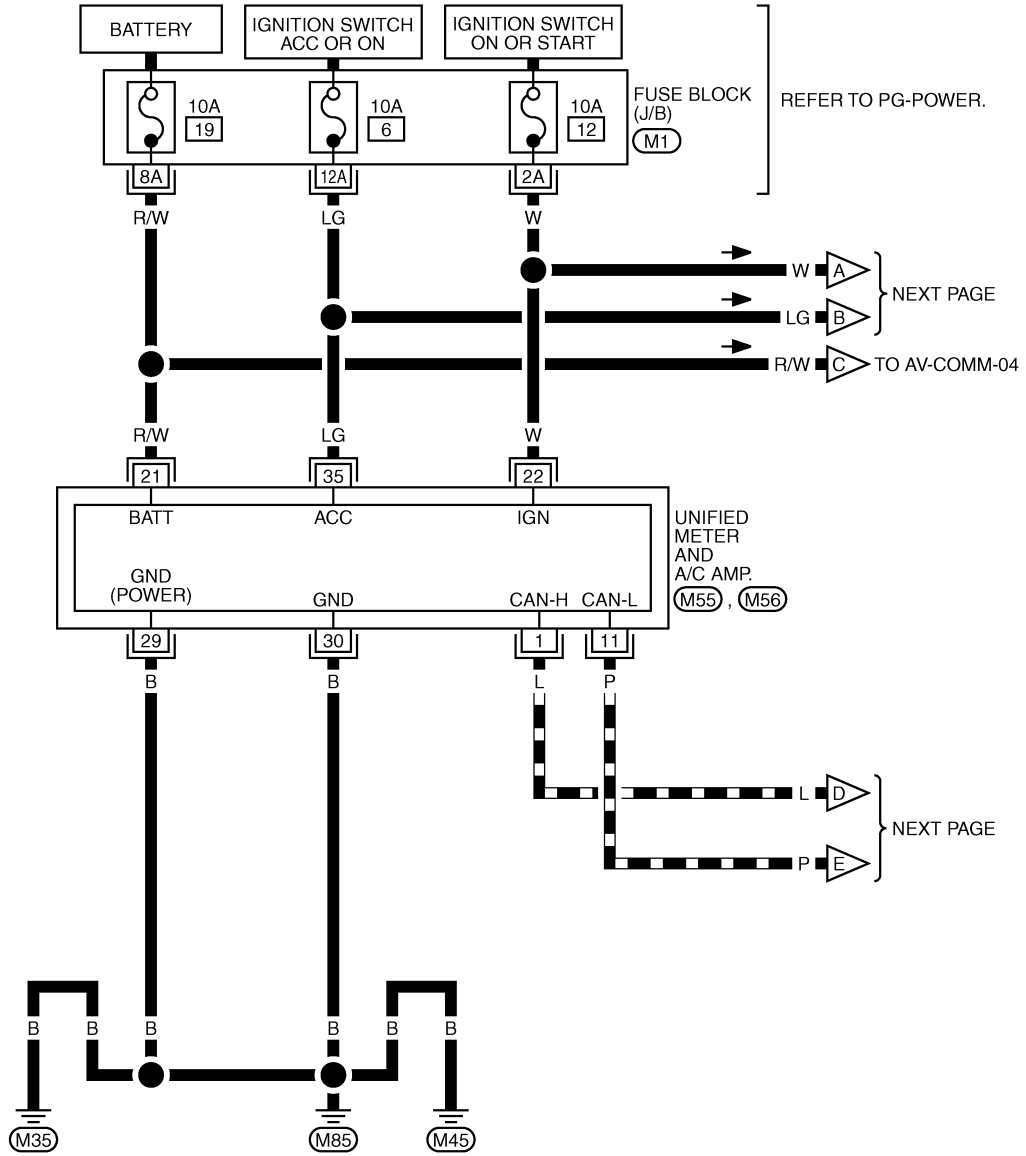 BATTERY
IGNITION SWITCH
ACC OR ON
IGNITION SWITCH
ON OR START
10A
19
10A
6
10A
12
FUSE BLOCK
(J/B)
M1
REFER TO PG-POWER.
8A
12A
2A
R/W
LG
W
W
A
LG
B
NEXT PAGE
R/W
C
TO AV-COMM-04
R/W
LG
W
21
35
22
BATT
ACC
IGN
UNIFIED
METER
AND
A/C AMP.
M55 , M56
GND
(POWER)
GND
CAN-H
CAN-L
29
30
1
11
B
B
L
P
L
D
NEXT PAGE
P
E
B
B
B
B
B
B
M35
M85
M45